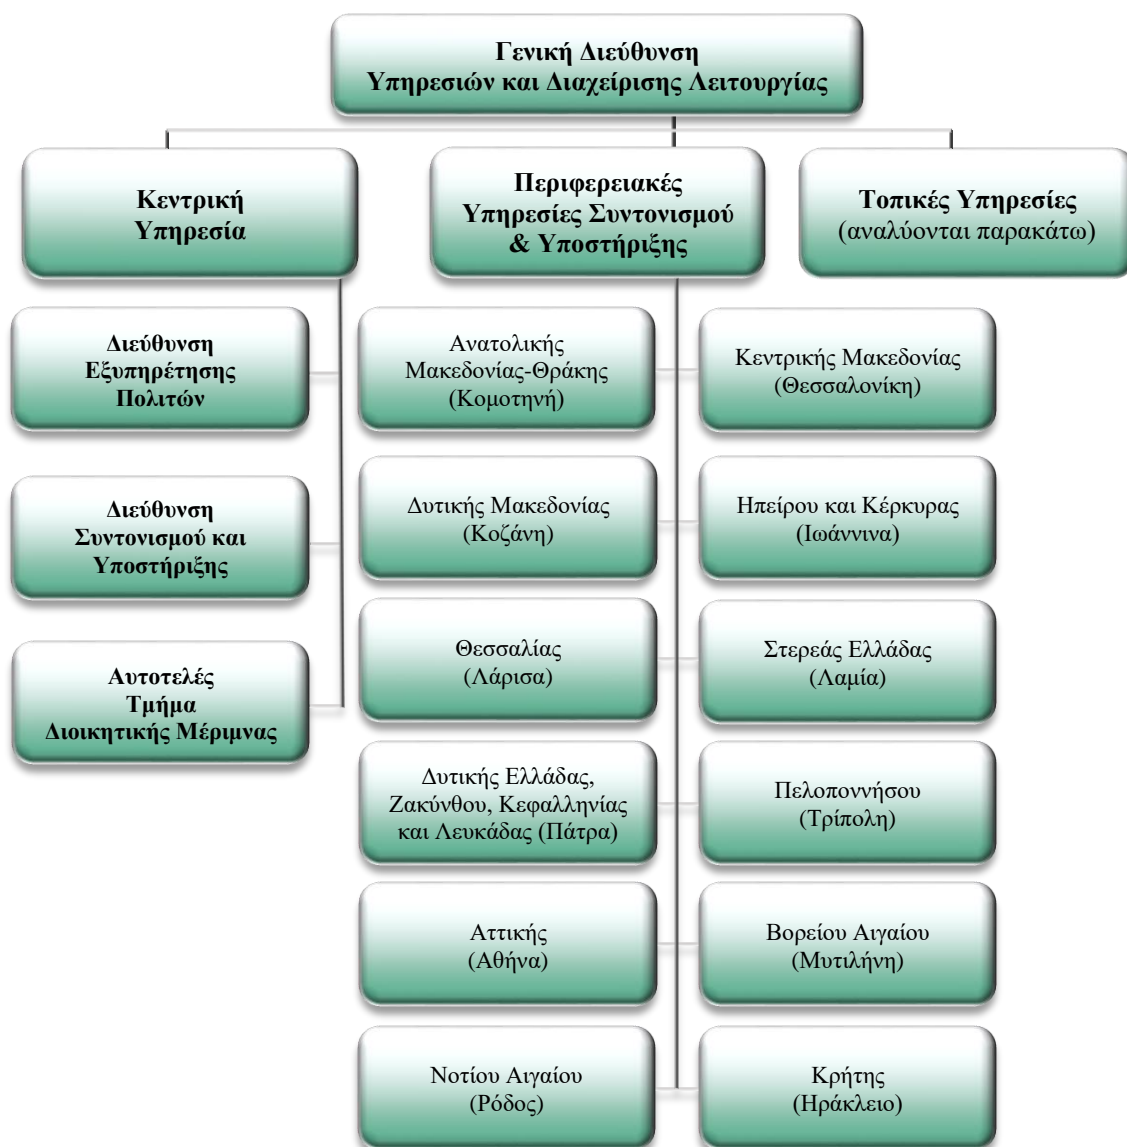 Γενική Διεύθυνση
Υπηρεσιών και Διαχείρισης Λειτουργίας
Κεντρική
Υπηρεσία
Περιφερειακές
Υπηρεσίες Συντονισμού
& Υποστήριξης
Τοπικές Υπηρεσίες
(αναλύονται παρακάτω)
Διεύθυνση
Εξυπηρέτησης
Πολιτών
Διεύθυνση
Συντονισμού και
Υποστήριξης
Αυτοτελές
Τμήμα
Διοικητικής Μέριμνας
Ανατολικής
Μακεδονίας-Θράκης
(Κομοτηνή)
Κεντρικής Μακεδονίας
(Θεσσαλονίκη)
Δυτικής Μακεδονίας
(Κοζάνη)
Ηπείρου και Κέρκυρας
(Ιωάννινα)
Θεσσαλίας
(Λάρισα)
Στερεάς Ελλάδας
(Λαμία)
Δυτικής Ελλάδας,
Ζακύνθου, Κεφαλληνίας
και Λευκάδας (Πάτρα)
Πελοποννήσου
(Τρίπολη)
Αττικής
(Αθήνα)
Βορείου Αιγαίου
(Μυτιλήνη)
Νοτίου Αιγαίου
(Ρόδος)
Κρήτης
(Ηράκλειο)